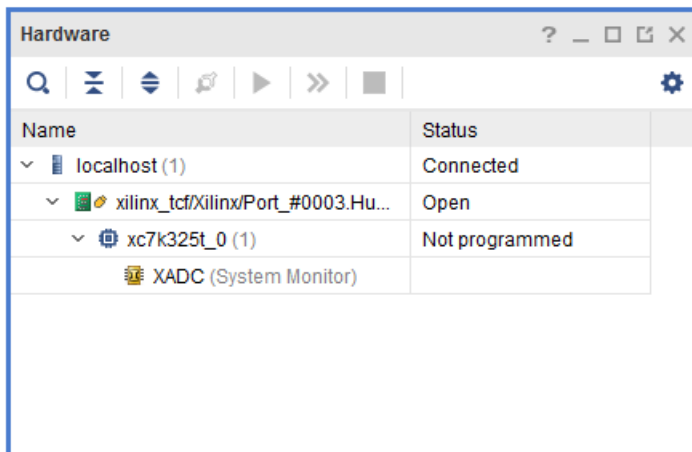 Hardware
Name Status
localhost (1) Connected
xilinx_tcf/Xilinx/Port_#0003.Hu... Open
xc7k325t_0 (1) Not programmed
XADC (System Monitor)